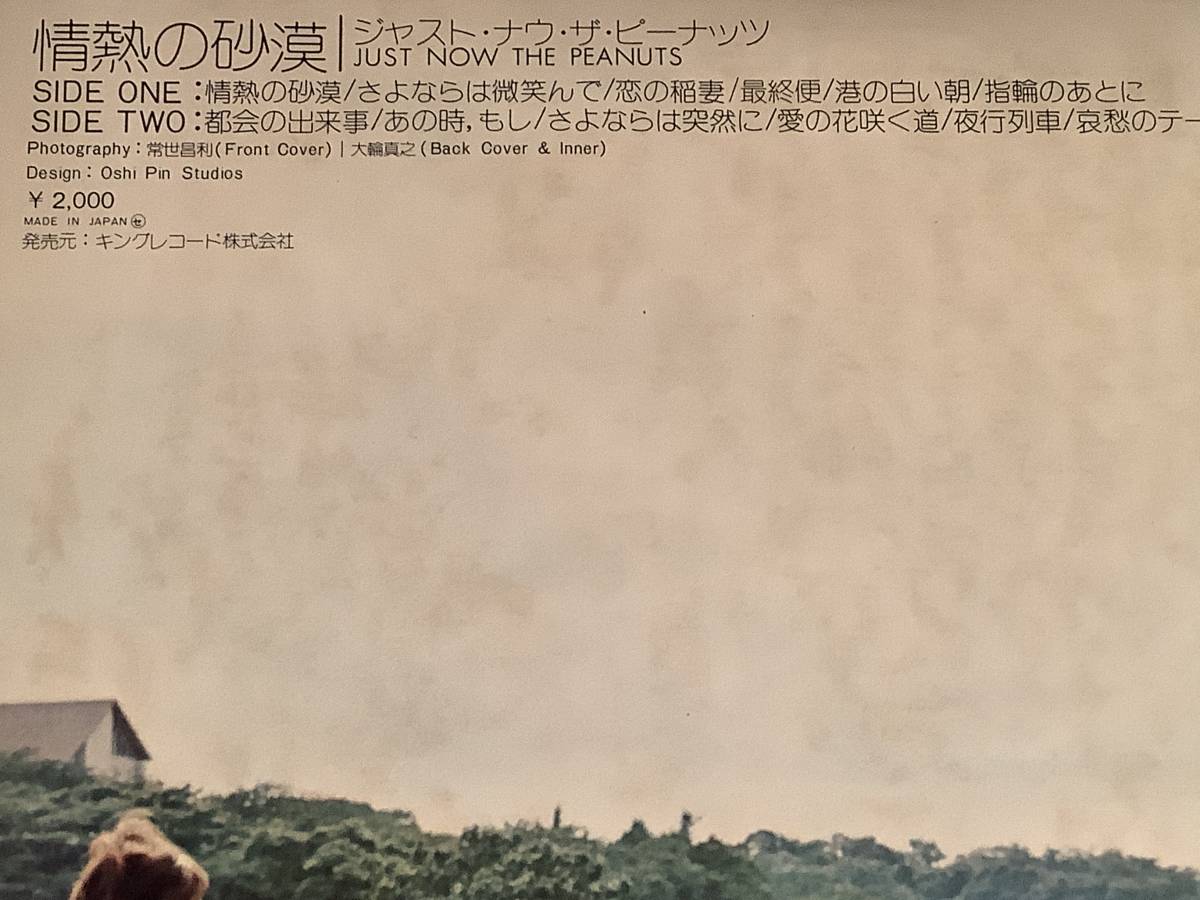 情熱の砂漠|ジャスト・ナウ・ザ・ピーナッツ
JUST NOW THE PEANUTS
SIDE ONE:情熱の砂漠/さよならは微笑んで/恋の稲妻/最終便/港の白い朝/指輪のあとに
SIDE TWO:都会の出来事/あの時,もし/さよならは突然に/愛の花咲く道/夜行列車/哀愁のテー
Photography:常世昌利(Front Cover)|大輪真之(Back Cover & Inner)
Design:Oshi Pin Studios
¥ 2,000
MADE IN JAPAN㋝
発売元:キングレコード株式会社